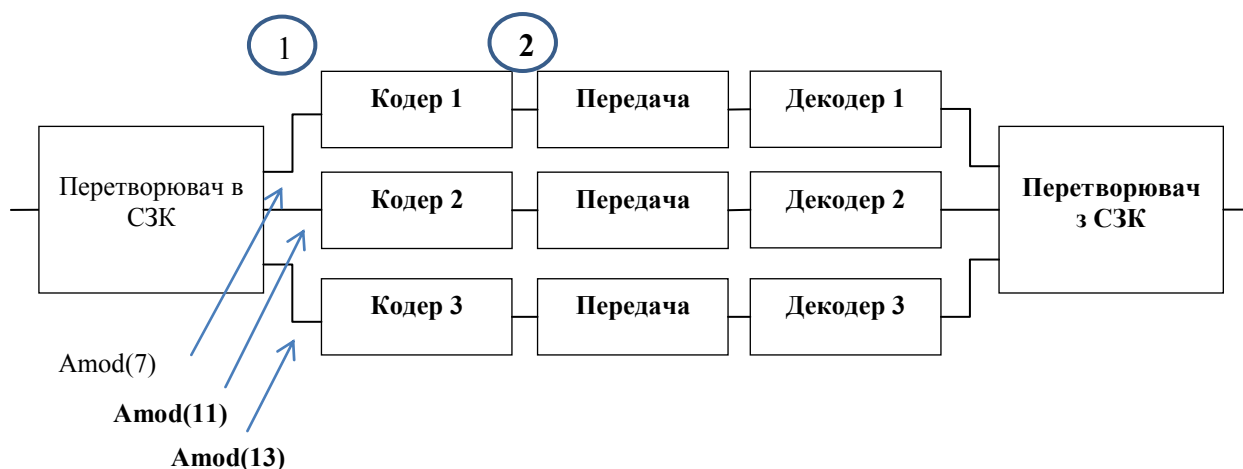 1
2
Кодер 1
Передача
Декодер 1
Перетворювач в
СЗК
Кодер 2
Передача
Декодер 2
Перетворювач
з СЗК
Кодер 3
Передача
Декодер 3
Amod(7)
Amod(11)
Amod(13)